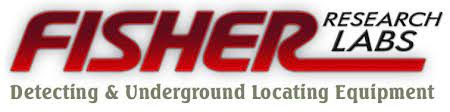 FISHER RESEARCH LABS
Detecting & Underground Locating Equipment